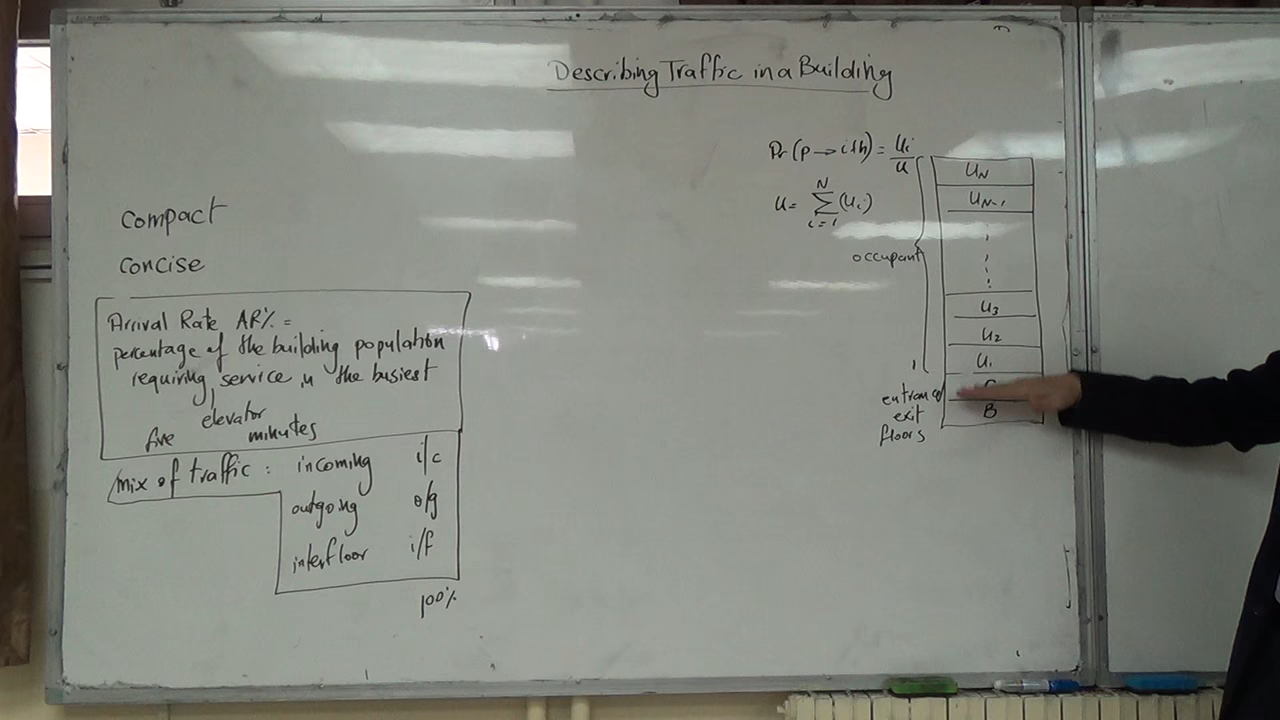 Describing Traffic in a Building
Pr(p→ith) = Ui/U
U = N∑i=1 (Ui)
compact
concise
Arrival Rate AR% =
percentage of the building population
requiring service in the busiest
elevator
five minutes
mix of traffic : incoming i/c
outgoing o/g
interfloor i/f
100%
occupant
entrance/
exit
floors
UN
UN-1
U3
U2
U1
B